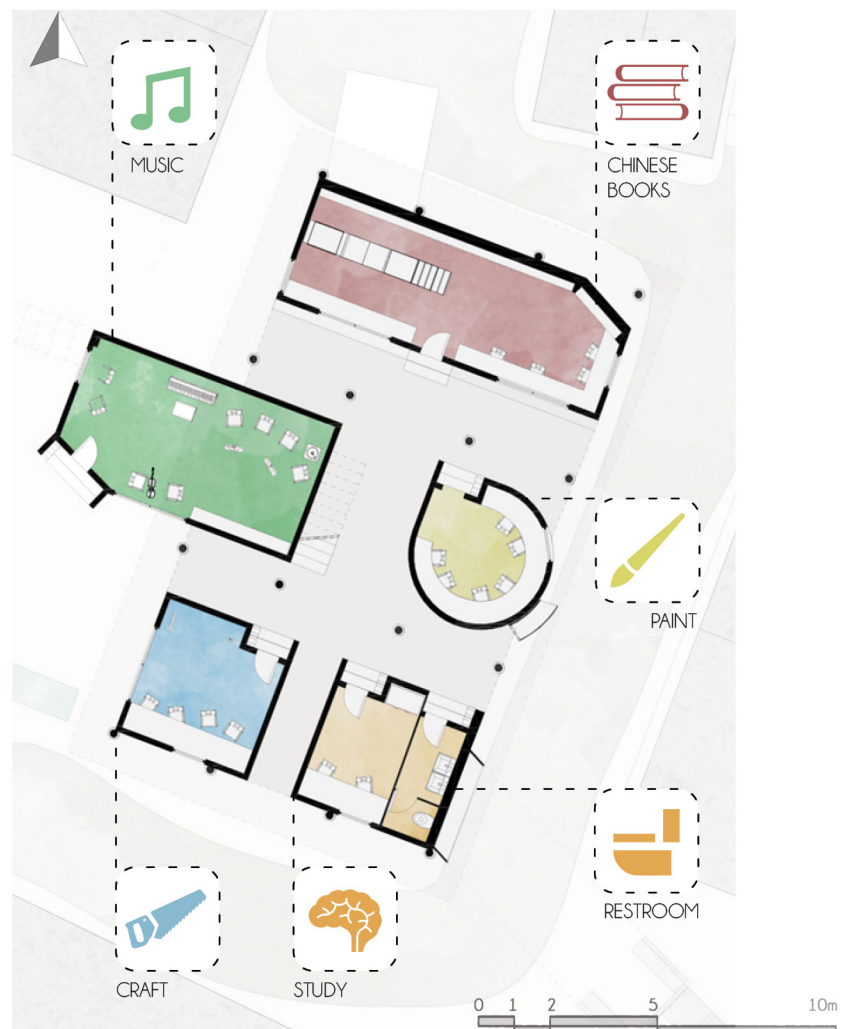 MUSIC
CHINESE
BOOKS
PAINT
RESTROOM
CRAFT
STUDY
0 1 2 5 10m